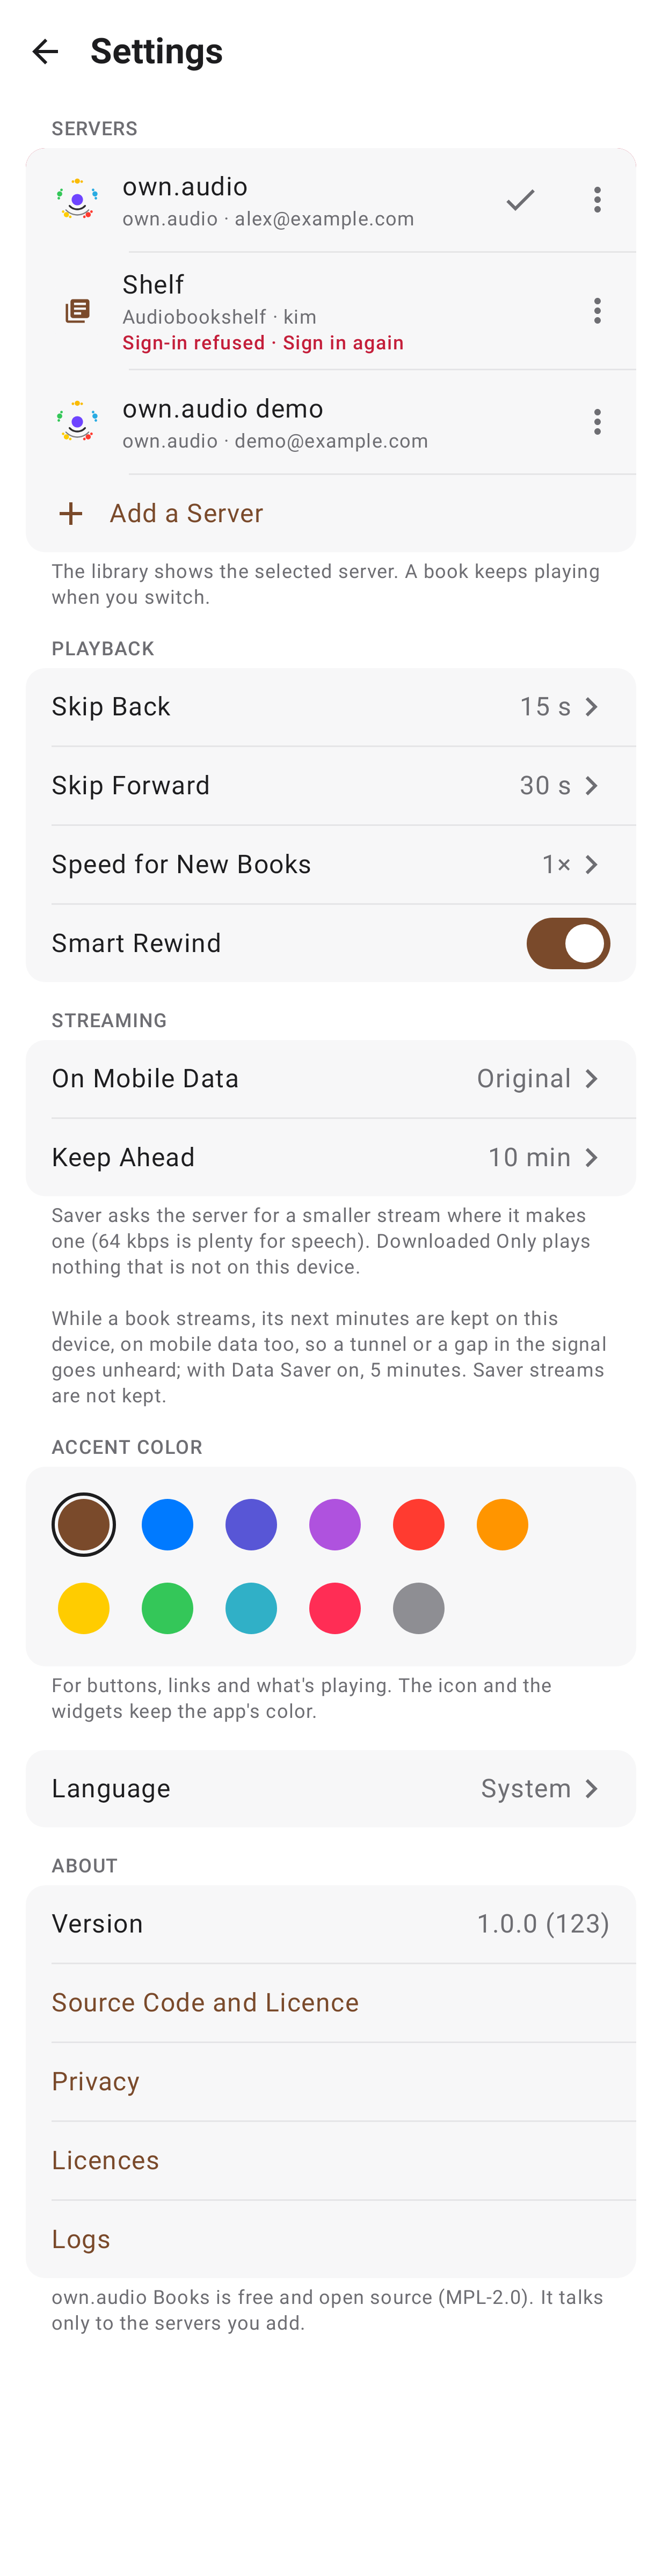 Settings
SERVERS
own.audio
own.audio · alex@example.com
Shelf
Audiobookshelf · kim
Sign-in refused · Sign in again
own.audio demo
own.audio · demo@example.com
Add a Server
The library shows the selected server. A book keeps playing
when you switch.
PLAYBACK
Skip Back 15 s
Skip Forward 30 s
Speed for New Books 1×
Smart Rewind
STREAMING
On Mobile Data Original
Keep Ahead 10 min
Saver asks the server for a smaller stream where it makes
one (64 kbps is plenty for speech). Downloaded Only plays
nothing that is not on this device.
While a book streams, its next minutes are kept on this
device, on mobile data too, so a tunnel or a gap in the signal
goes unheard; with Data Saver on, 5 minutes. Saver streams
are not kept.
ACCENT COLOR
For buttons, links and what's playing. The icon and the
widgets keep the app's color.
Language System
ABOUT
Version 1.0.0 (123)
Source Code and Licence
Privacy
Licences
Logs
own.audio Books is free and open source (MPL-2.0). It talks
only to the servers you add.